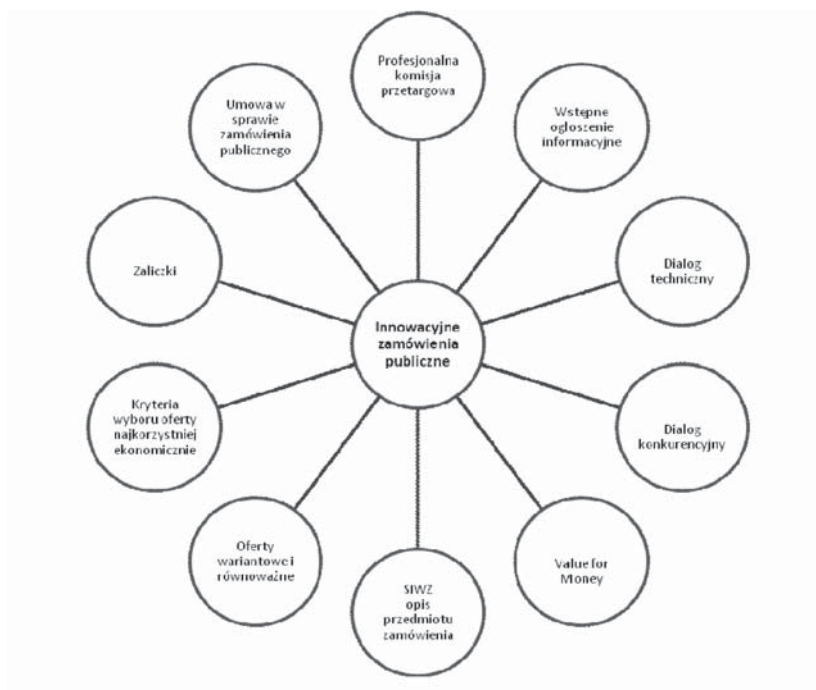 Profesjonalna
komisja
przetargowa
Wstępne
ogłoszenie
informacyjne
Dialog
techniczny
Dialog
konkurencyjny
Value for
Money
SIWZ
opis
przedmiotu
zamówienia
Oferty
wariantowe i
równoważne
Kryteria
wyboru oferty
najkorzystniej
ekonomicznie
Zaliczki
Umowa w
sprawie
zamówienia
publicznego
Innowacyjne
zamówienia
publiczne